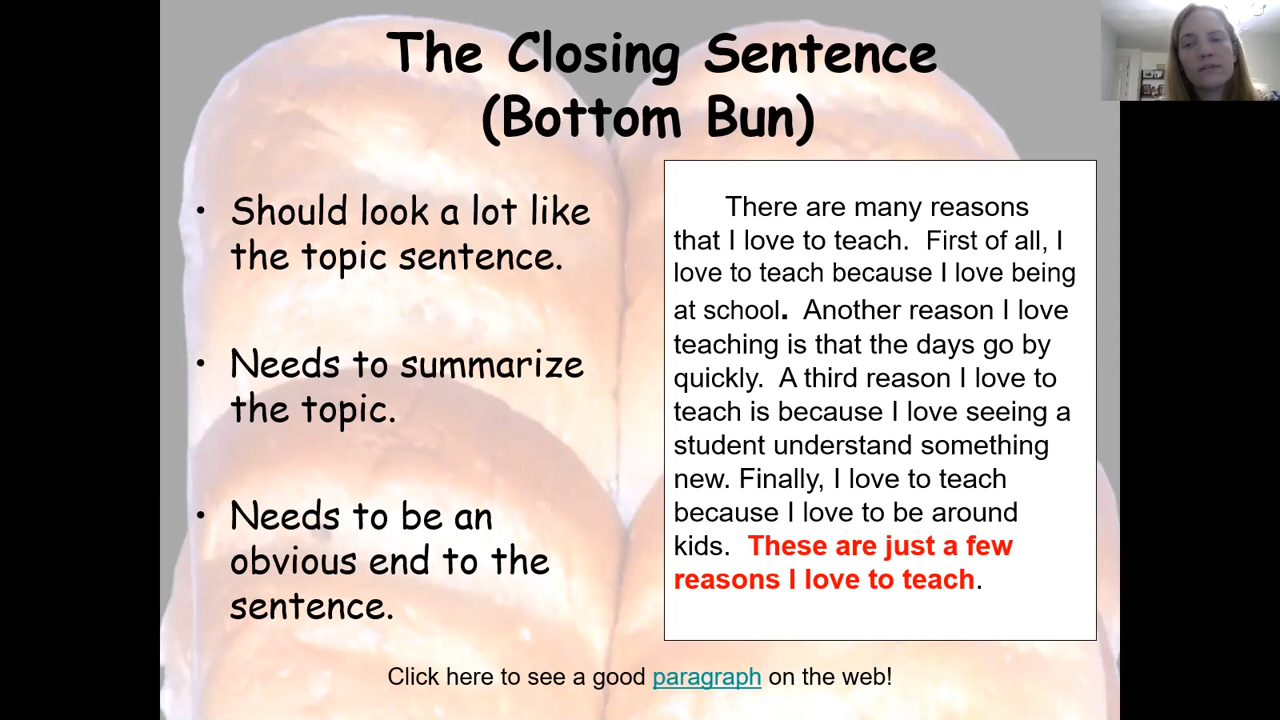 The Closing Sentence
(Bottom Bun)
• Should look a lot like
the topic sentence.
• Needs to summarize
the topic.
• Needs to be an
obvious end to the
sentence.
There are many reasons
that I love to teach. First of all, I
love to teach because I love being
at school. Another reason I love
teaching is that the days go by
quickly. A third reason I love to
teach is because I love seeing a
student understand something
new. Finally, I love to teach
because I love to be around
kids. These are just a few
reasons I love to teach.
Click here to see a good paragraph on the web!